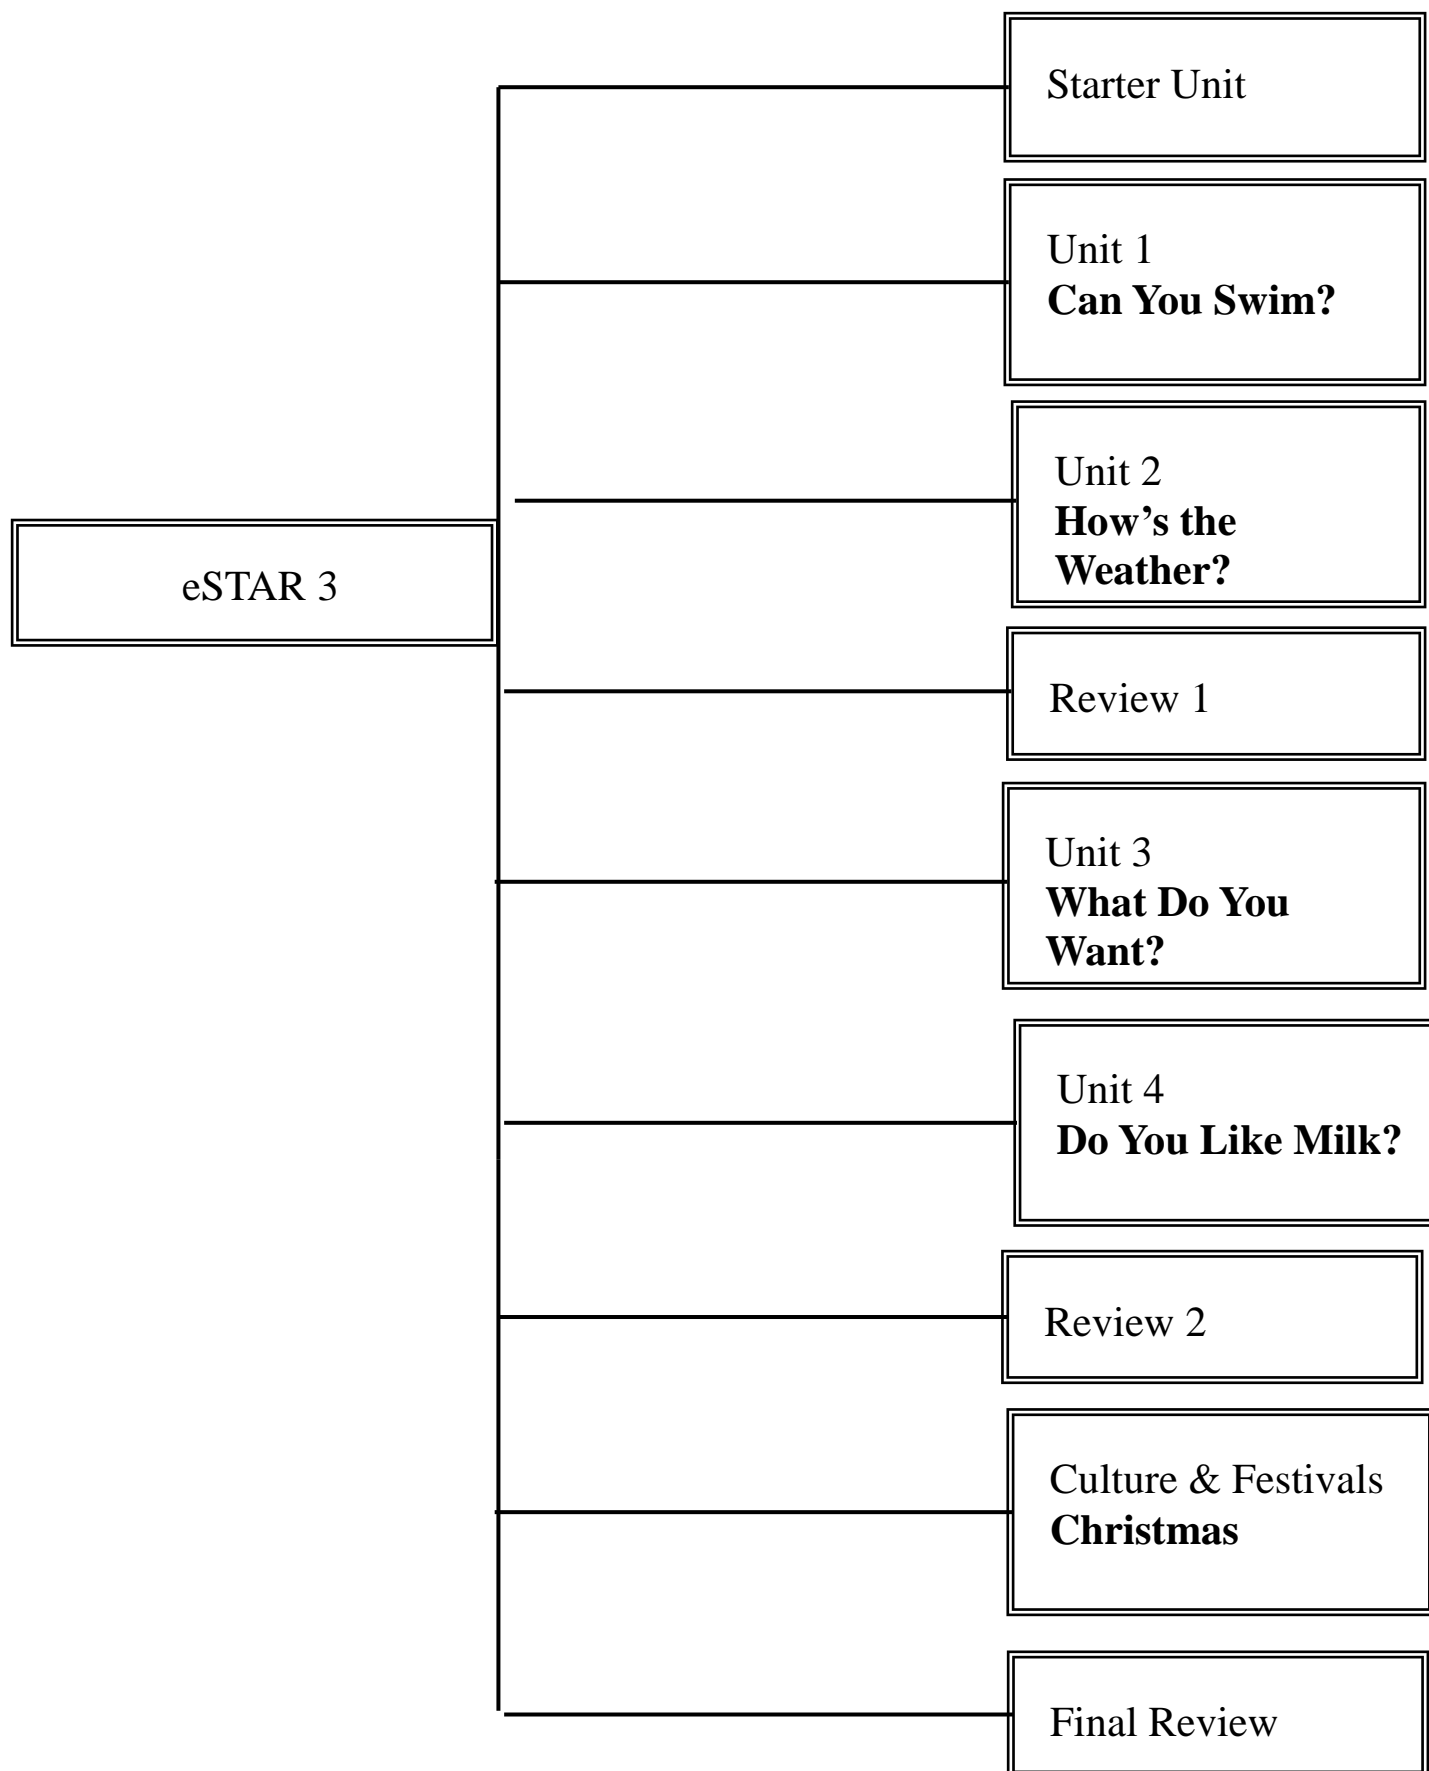 Starter Unit
Unit 1
Can You Swim?
Unit 2
How’s the
Weather?
eSTAR 3
Review 1
Unit 3
What Do You
Want?
Unit 4
Do You Like Milk?
Review 2
Culture & Festivals
Christmas
Final Review